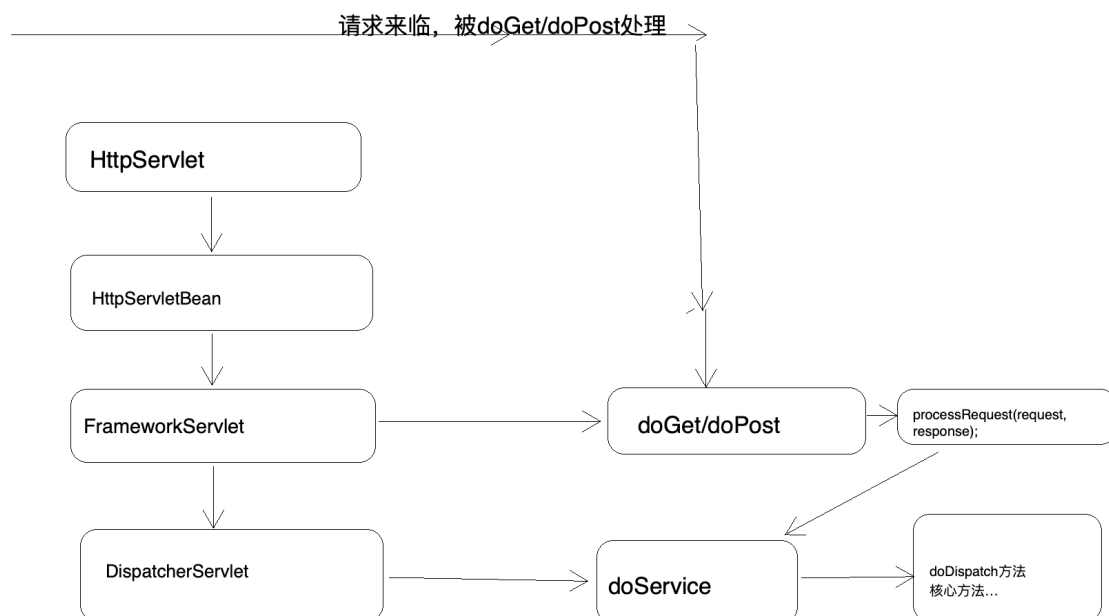 请求来临，被doGet/doPost处理
HttpServlet
HttpServletBean
FrameworkServlet
doGet/doPost
processRequest(request,
response);
DispatcherServlet
doService
doDispatch方法
核心方法...